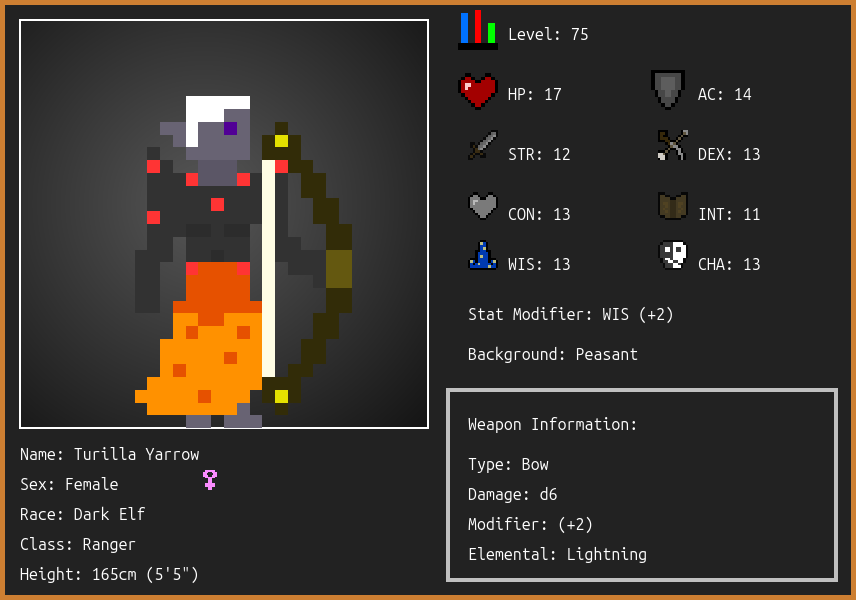 Level: 75
HP: 17
AC: 14
STR: 12
DEX: 13
CON: 13
INT: 11
WIS: 13
CHA: 13
Stat Modifier: WIS (+2)
Background: Peasant
Weapon Information:
Type: Bow
Damage: d6
Modifier: (+2)
Elemental: Lightning
Name: Turilla Yarrow
Sex: Female
Race: Dark Elf
Class: Ranger
Height: 165cm (5'5")